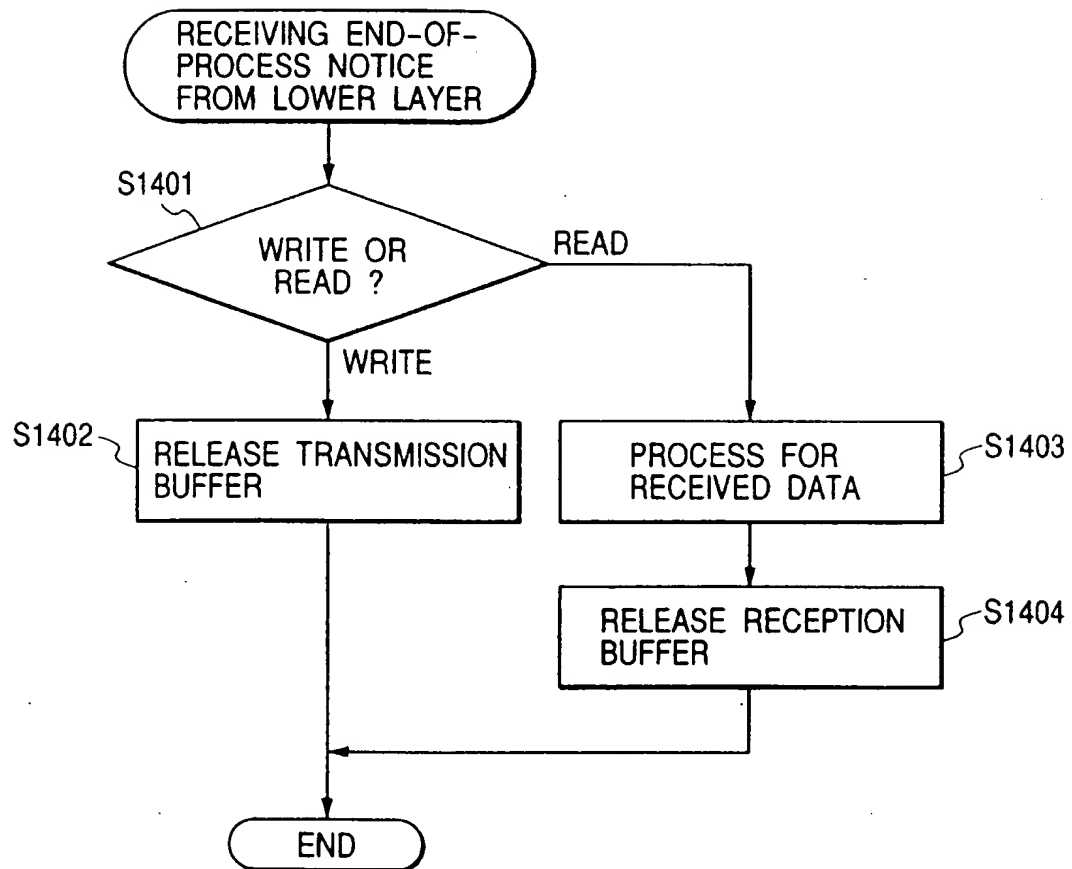 RECEIVING END-OF-
PROCESS NOTICE
FROM LOWER LAYER
S1401
WRITE OR
READ ?
READ
WRITE
S1402
RELEASE TRANSMISSION
BUFFER
PROCESS FOR
RECEIVED DATA
S1403
RELEASE RECEPTION
BUFFER
S1404
END